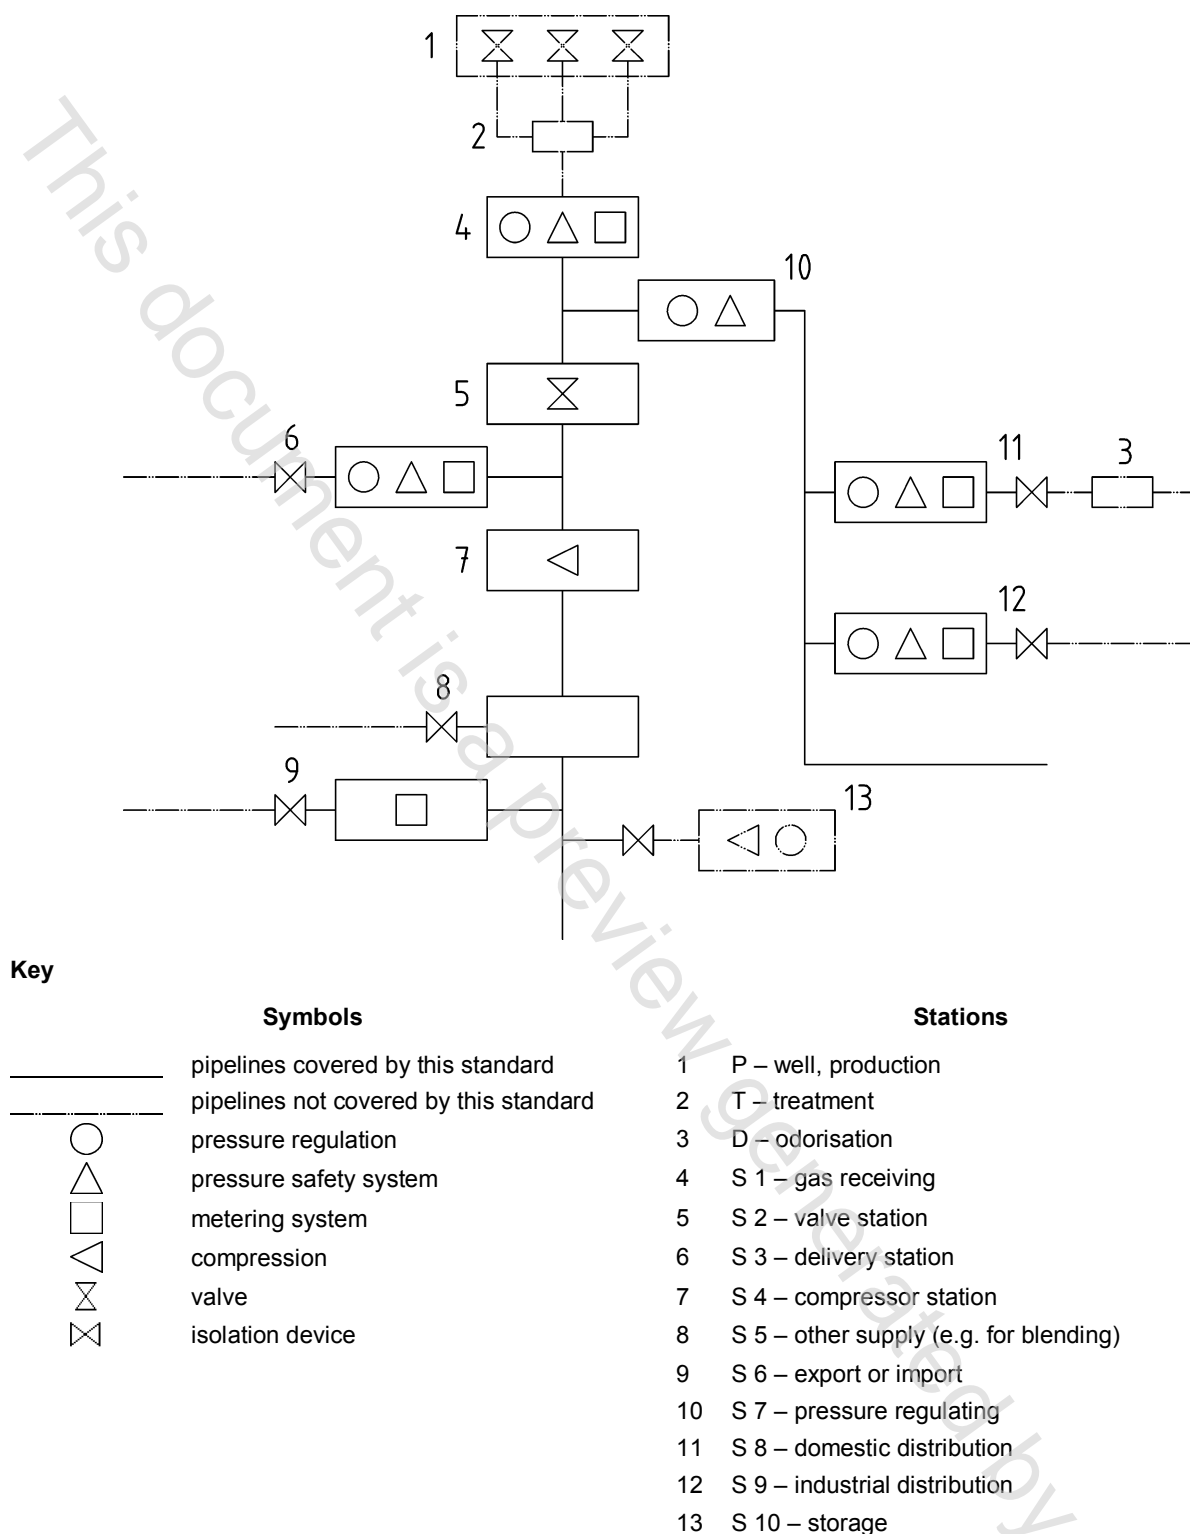 1
2
4
10
5
6
11
3
7
12
8
9
13
This document is a preview generated by
Key
Symbols
Stations
pipelines covered by this standard
1 P – well, production
pipelines not covered by this standard
2 T – treatment
pressure regulation
3 D – odorisation
pressure safety system
4 S 1 – gas receiving
metering system
5 S 2 – valve station
compression
6 S 3 – delivery station
valve
7 S 4 – compressor station
isolation device
8 S 5 – other supply (e.g. for blending)
9 S 6 – export or import
10 S 7 – pressure regulating
11 S 8 – domestic distribution
12 S 9 – industrial distribution
13 S 10 – storage